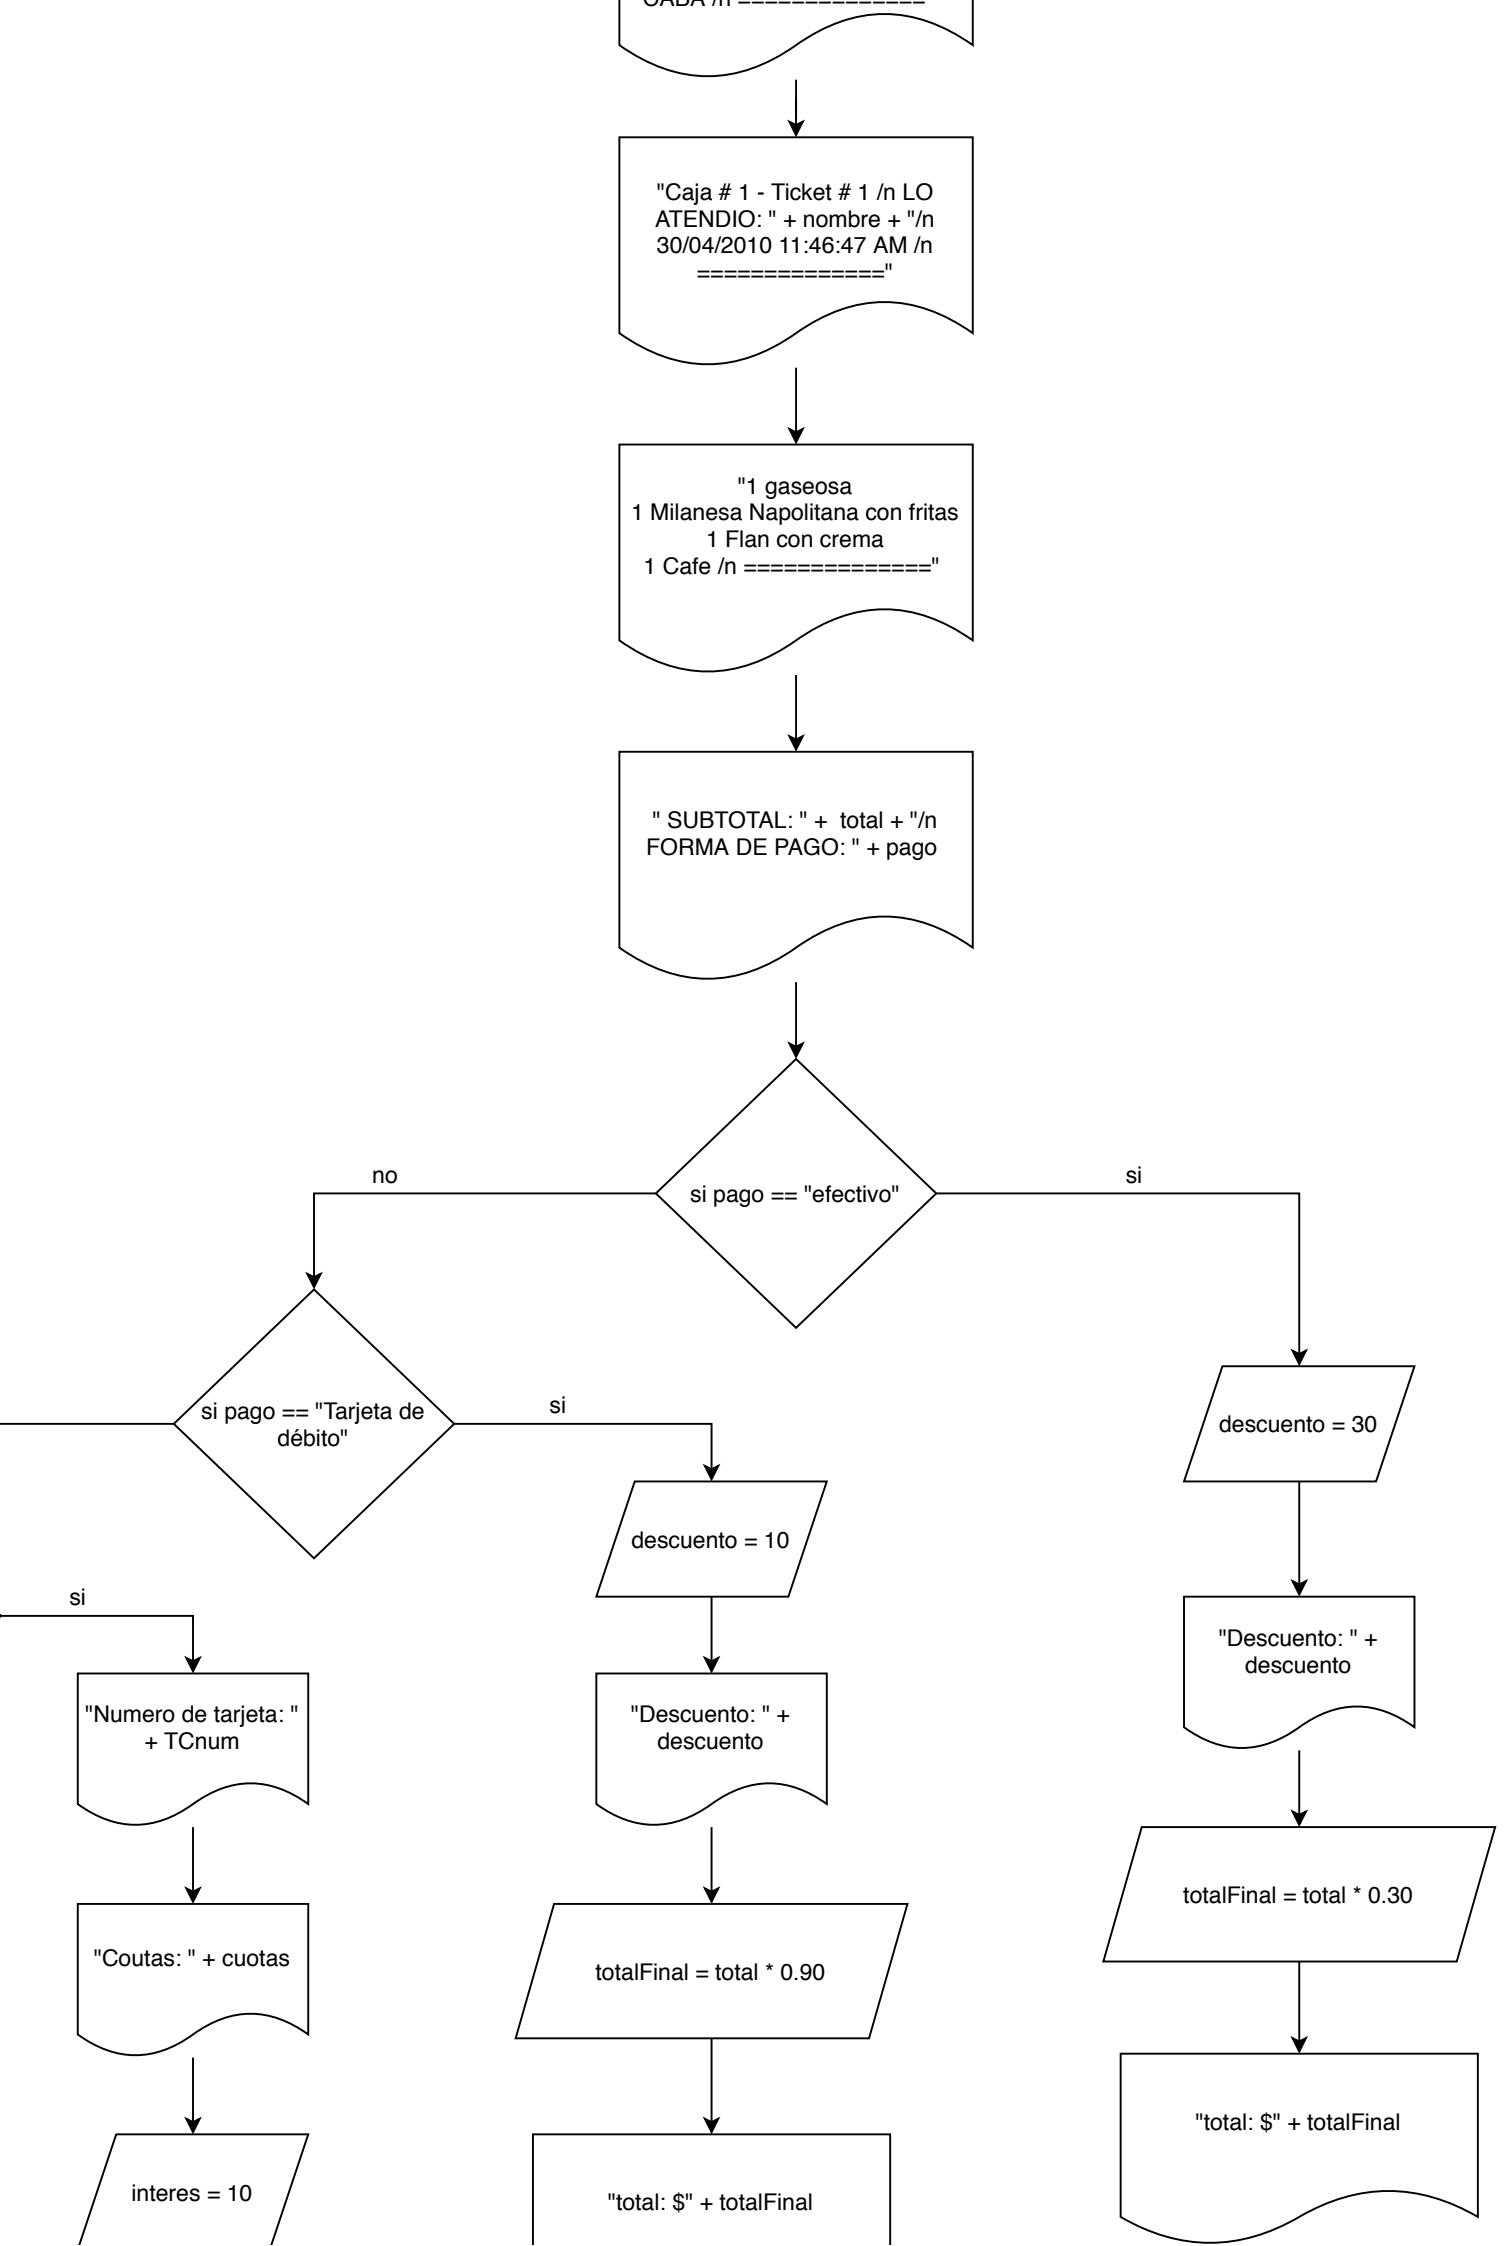 CABA /n ==============
"Caja # 1 - Ticket # 1 /n LO
ATENDIO: " + nombre + "/n
30/04/2010 11:46:47 AM /n
=============="
"1 gaseosa
1 Milanesa Napolitana con fritas
1 Flan con crema
1 Cafe /n =============="
" SUBTOTAL: " +  total + "/n
FORMA DE PAGO: " + pago
si pago == "efectivo"
no
si
si pago == "Tarjeta de
débito"
si
descuento = 30
descuento = 10
si
"Descuento: " +
descuento
"Numero de tarjeta: "
+ TCnum
"Descuento: " +
descuento
totalFinal = total * 0.30
"Coutas: " + cuotas
totalFinal = total * 0.90
"total: $" + totalFinal
interes = 10
"total: $" + totalFinal